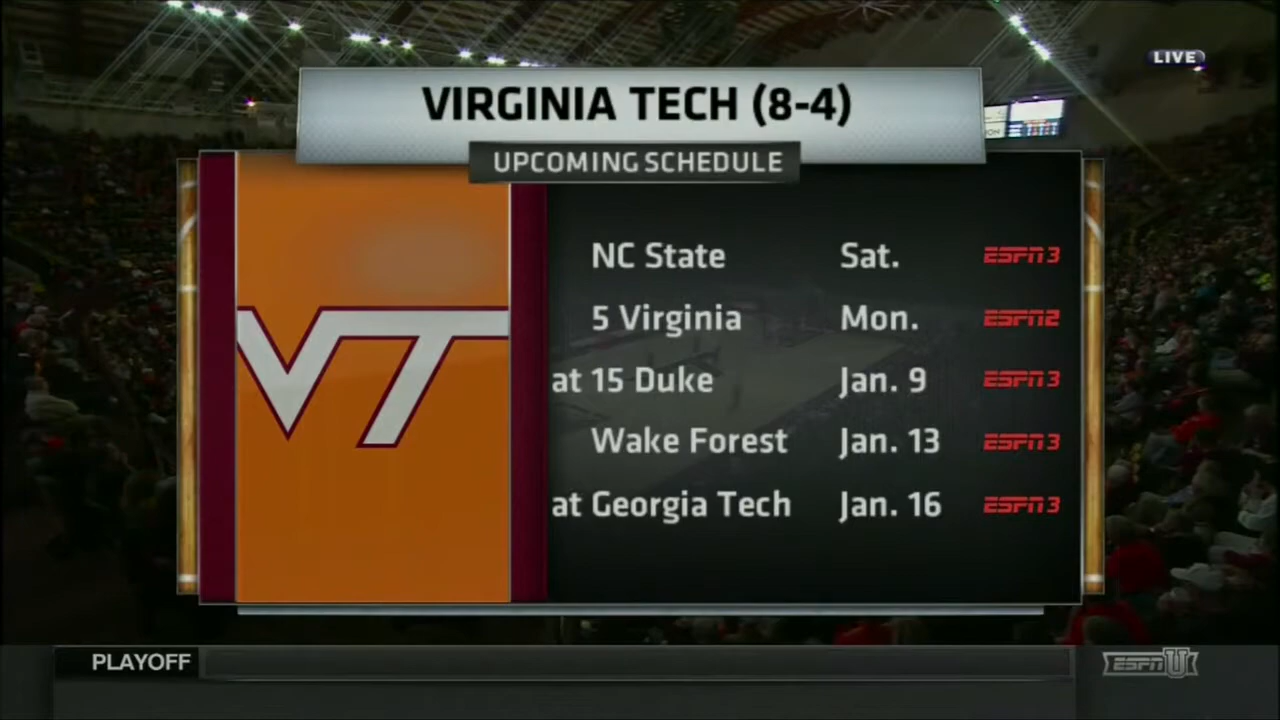 LIVE
VIRGINIA TECH (8-4)
UPCOMING SCHEDULE
NC State Sat. ESPN3
5 Virginia Mon. ESPN2
at 15 Duke Jan. 9 ESPN3
Wake Forest Jan. 13 ESPN3
at Georgia Tech Jan. 16 ESPN3
VT
PLAYOFF
ESPNU